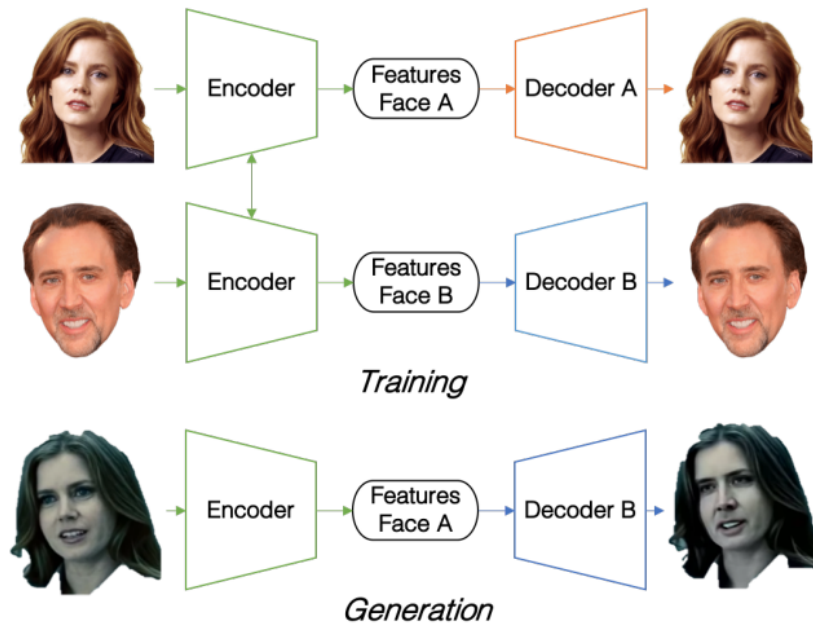 Encoder
Features
Face A
Decoder A
Encoder
Features
Face B
Decoder B
Training
Encoder
Features
Face A
Decoder B
Generation